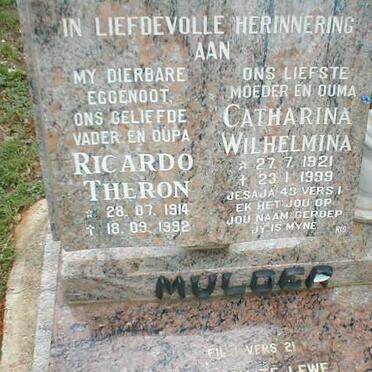 IN LIEFDEVOLLE HERINNERING
AAN
MY DIERBARE
EGGENOOT,
ONS GELIEFDE
VADER EN OUPA
RICARDO
THERON
* 28. 07. 1914
† 18. 09. 1992
ONS LIEFSTE
MOEDER EN OUMA
CATHARINA
WILHELMINA
* 27. 7. 1921
† 23. 1. 1999
JESAJA 43 VERS 1
EK HET JOU OP
JOU NAAM GEROEP
JY IS MYNE.
MULDER
VERS 21
LEWE